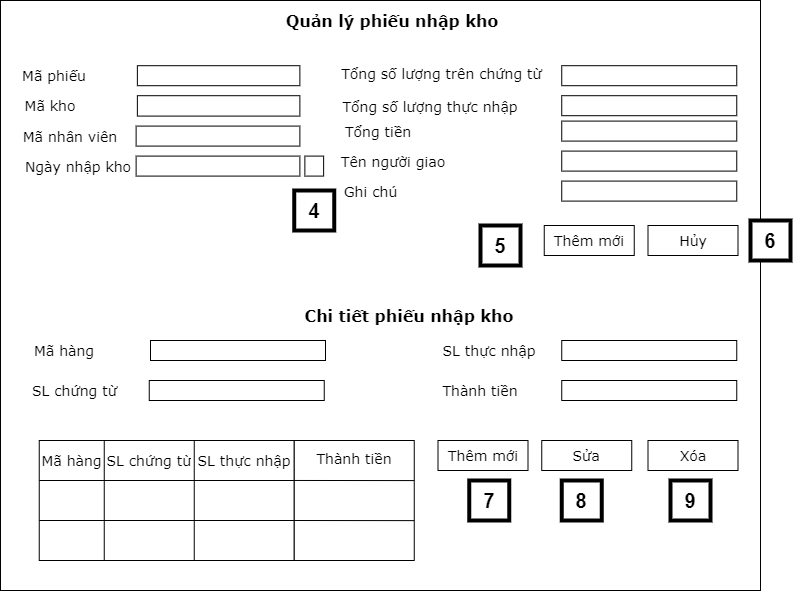 Quản lý phiếu nhập kho
Mã phiếu
Tổng số lượng trên chứng từ
Mã kho
Tổng số lượng thực nhập
Mã nhân viên
Tổng tiền
Ngày nhập kho
Tên người giao
Ghi chú
4
5
Thêm mới
Hủy
6
Chi tiết phiếu nhập kho
Mã hàng
SL thực nhập
SL chứng từ
Thành tiền
Mã hàng SL chứng từ SL thực nhập Thành tiền
Thêm mới
Sửa
Xóa
7
8
9